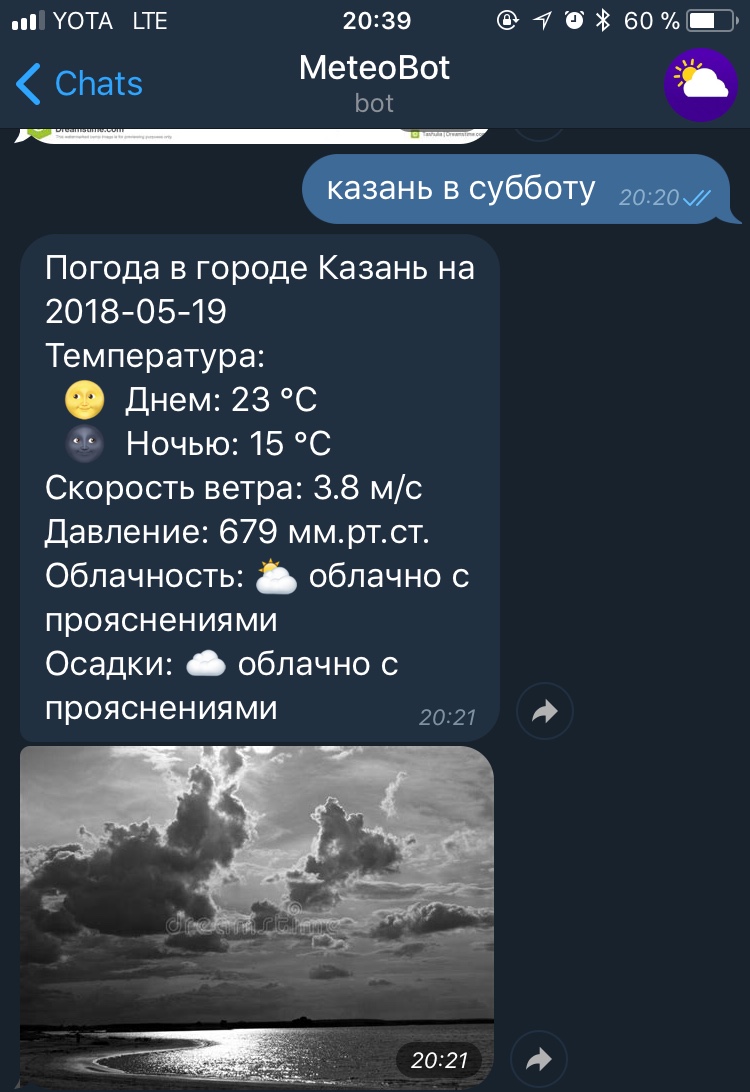 YOTA LTE 20:39 60 %
Chats
MeteoBot
bot
Dreamstime.com
казань в субботу 20:20
Погода в городе Казань на
2018-05-19
Температура:
🌝 Днем: 23 °C
🌚 Ночью: 15 °C
Скорость ветра: 3.8 м/с
Давление: 679 мм.рт.ст.
Облачность: 🌥 облачно с
прояснениями
Осадки: ☁️ облачно с
прояснениями
20:21
dreamstime
20:21